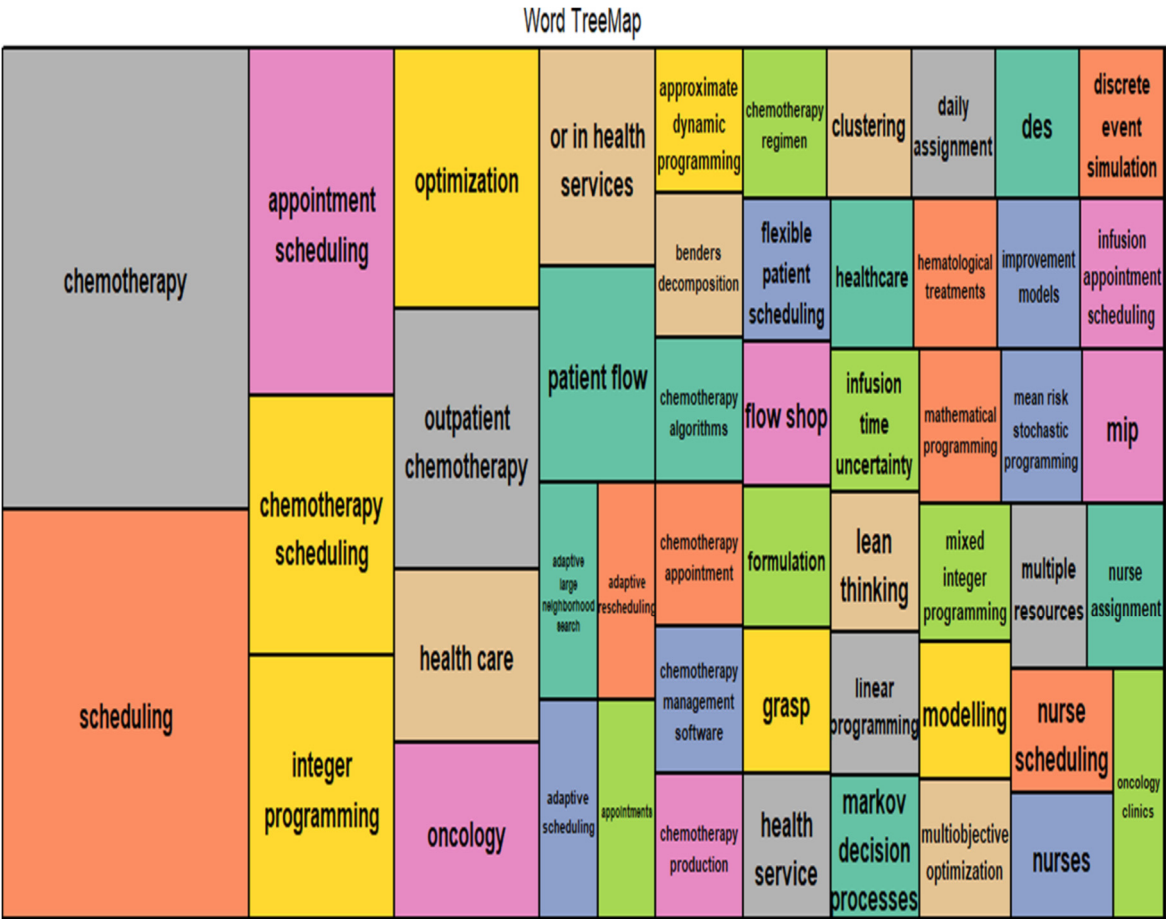 Word TreeMap
chemotherapy
scheduling
appointment
scheduling
chemotherapy
scheduling
integer
programming
optimization
outpatient
chemotherapy
health care
oncology
or in health
services
patient flow
adaptive
large
neighborhood
search
adaptive
rescheduling
adaptive
scheduling
appointments
approximate
dynamic
programming
benders
decomposition
chemotherapy
algorithms
chemotherapy
appointment
chemotherapy
management
software
chemotherapy
production
chemotherapy
regimen
flexible
patient
scheduling
flow shop
formulation
grasp
health
service
clustering
healthcare
infusion
time
uncertainty
lean
thinking
linear
programming
markov
decision
processes
daily
assignment
hematological
treatments
mathematical
programming
mixed
integer
programming
modelling
multiobjective
optimization
des
improvement
models
mean risk
stochastic
programming
multiple
resources
nurse
scheduling
nurses
discrete
event
simulation
infusion
appointment
scheduling
mip
nurse
assignment
oncology
clinics